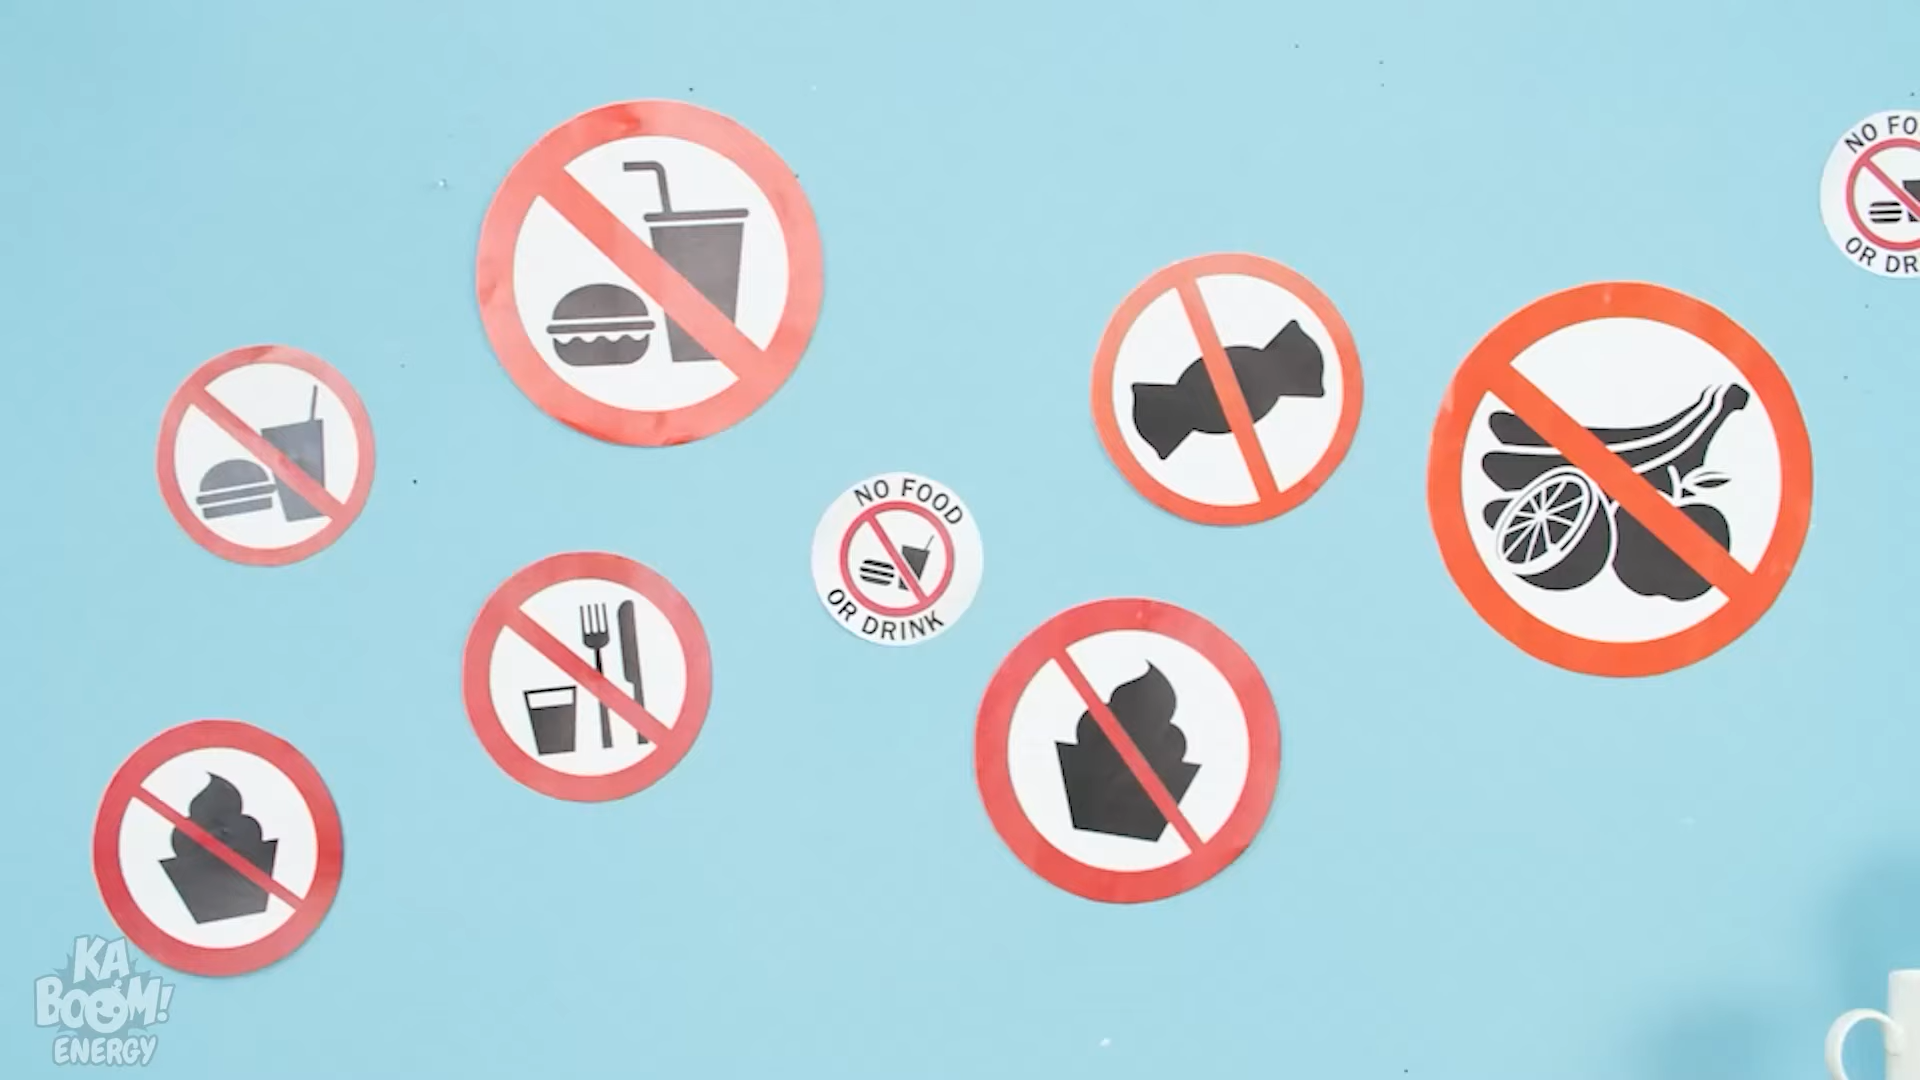 NO FOOD
OR DRINK
NO FO
OR DR
KA
BOOM!
ENERGY